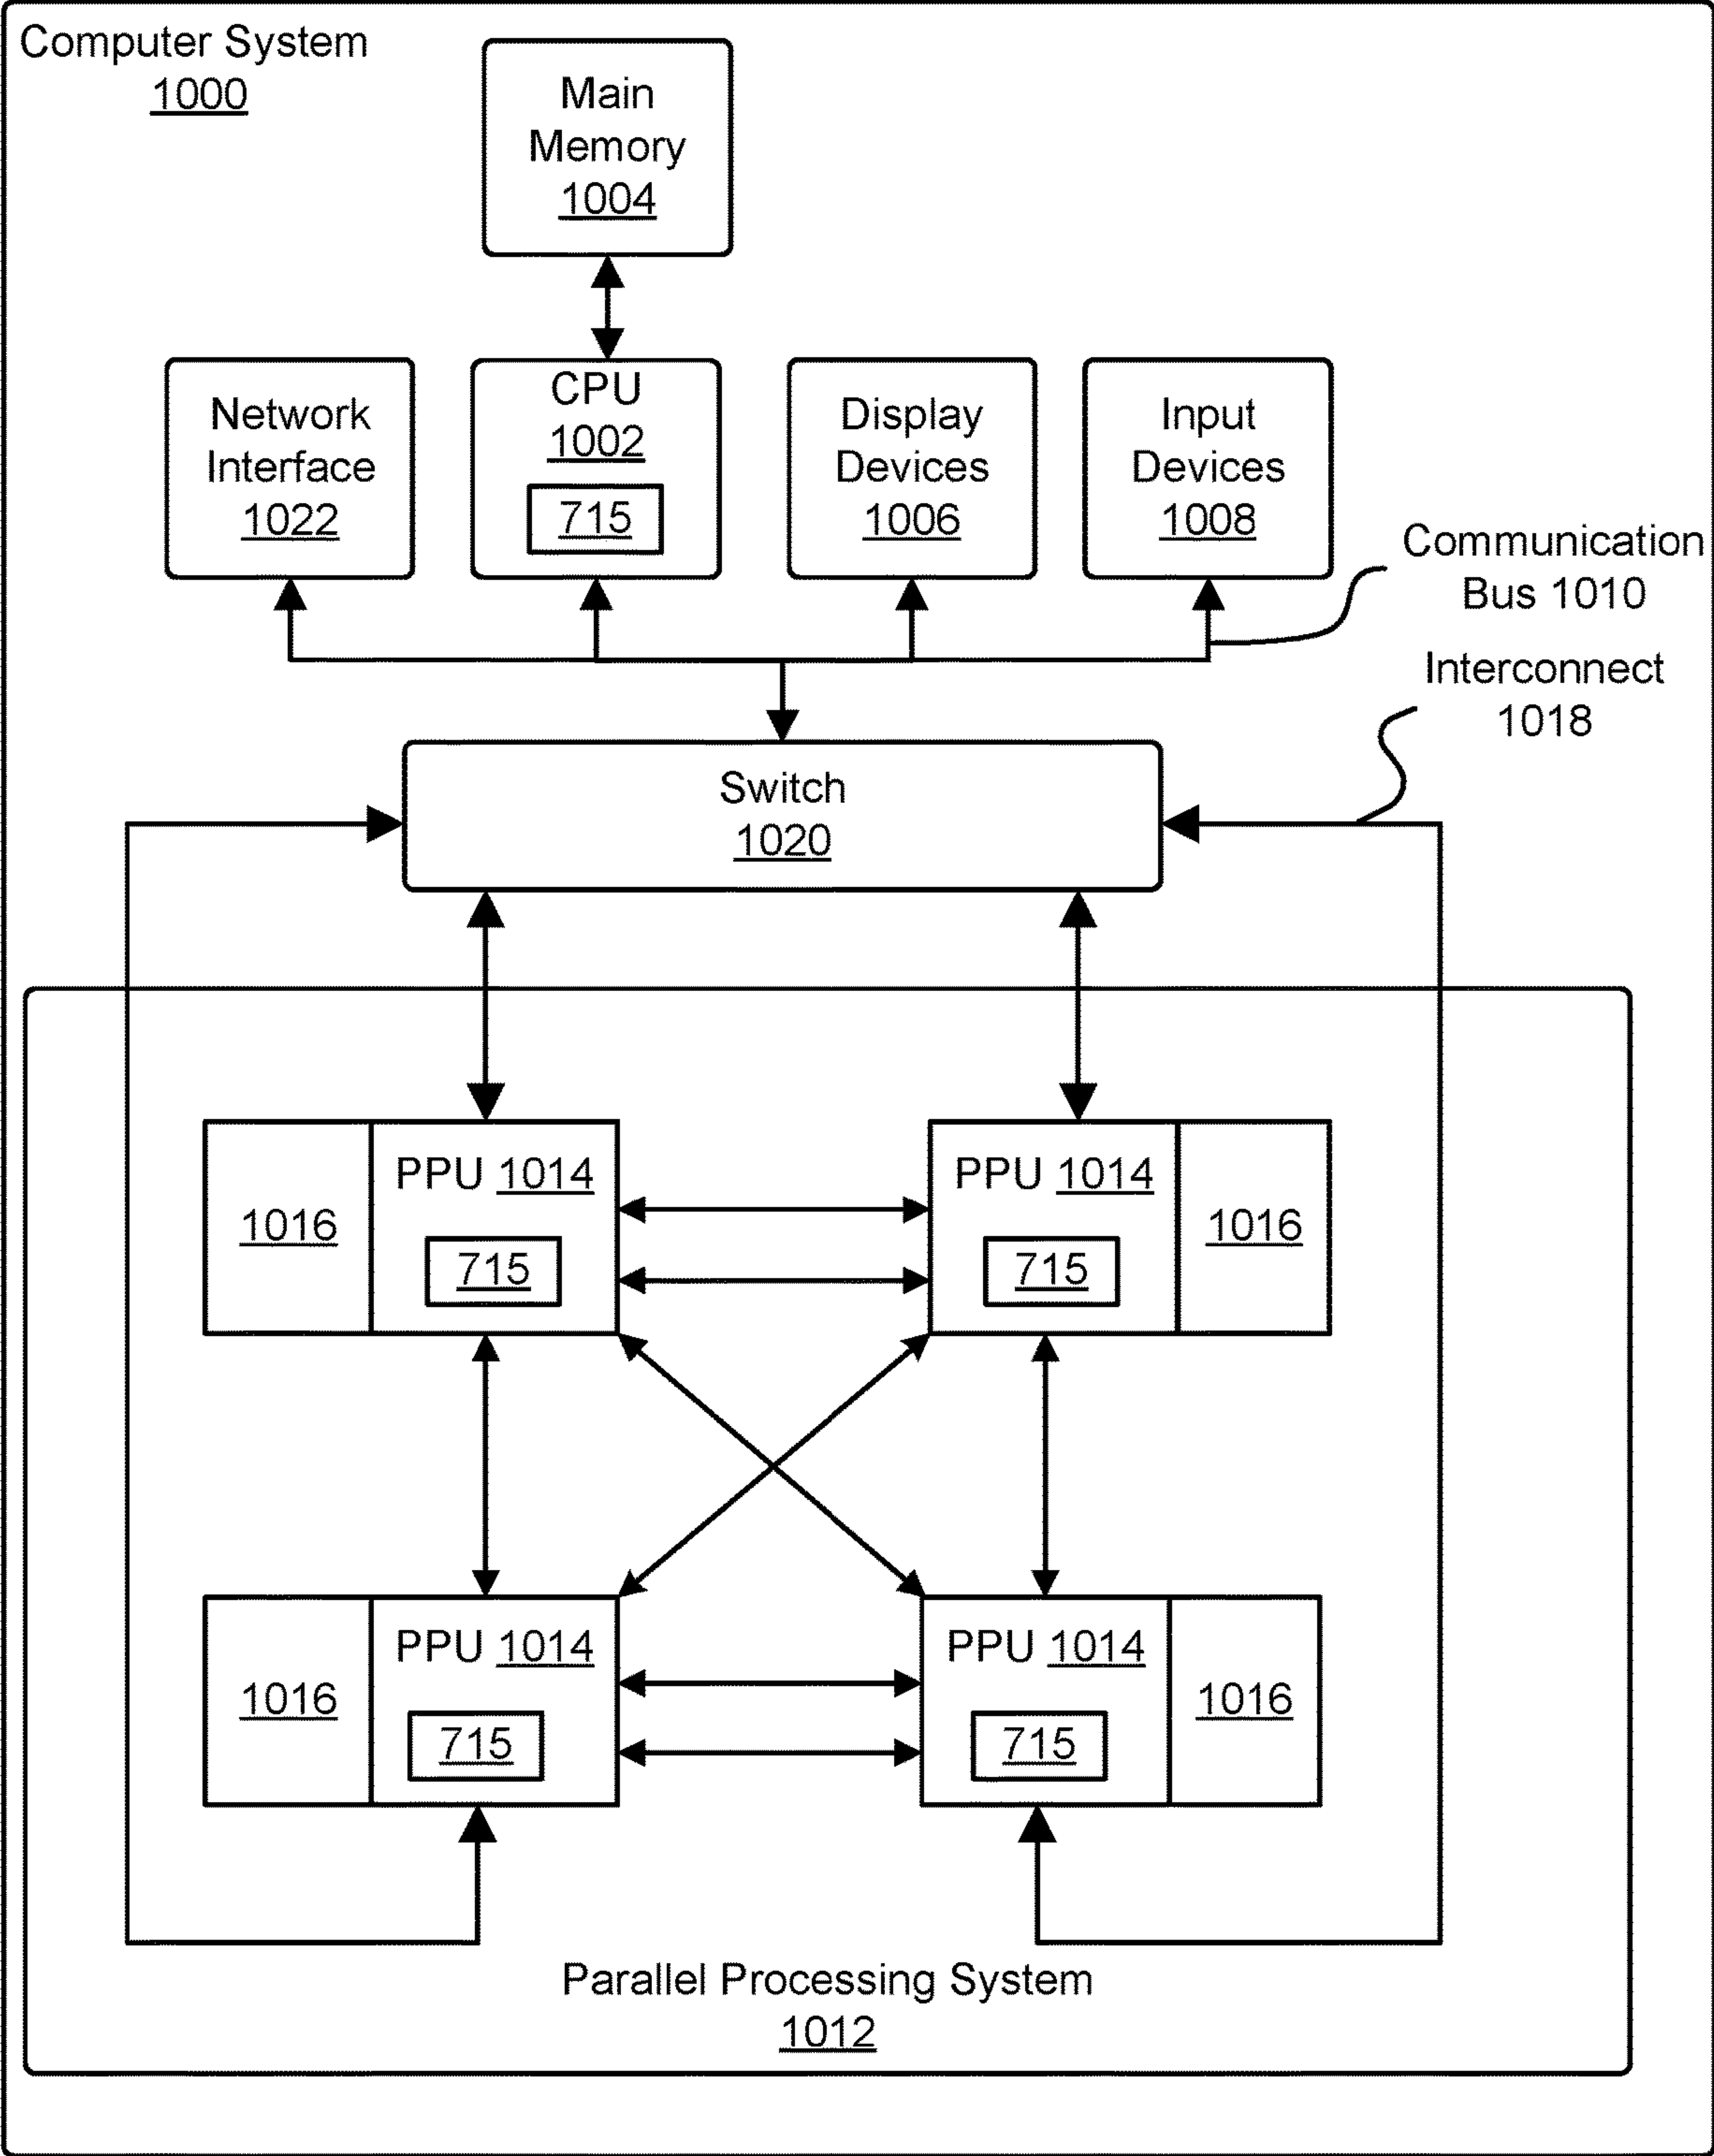 Computer System
1000
Main
Memory
1004
Network
Interface
1022
CPU
1002
715
Display
Devices
1006
Input
Devices
1008
Communication
Bus 1010
Interconnect
1018
Switch
1020
1016
PPU 1014
715
PPU 1014
715
1016
1016
PPU 1014
715
PPU 1014
715
1016
Parallel Processing System
1012